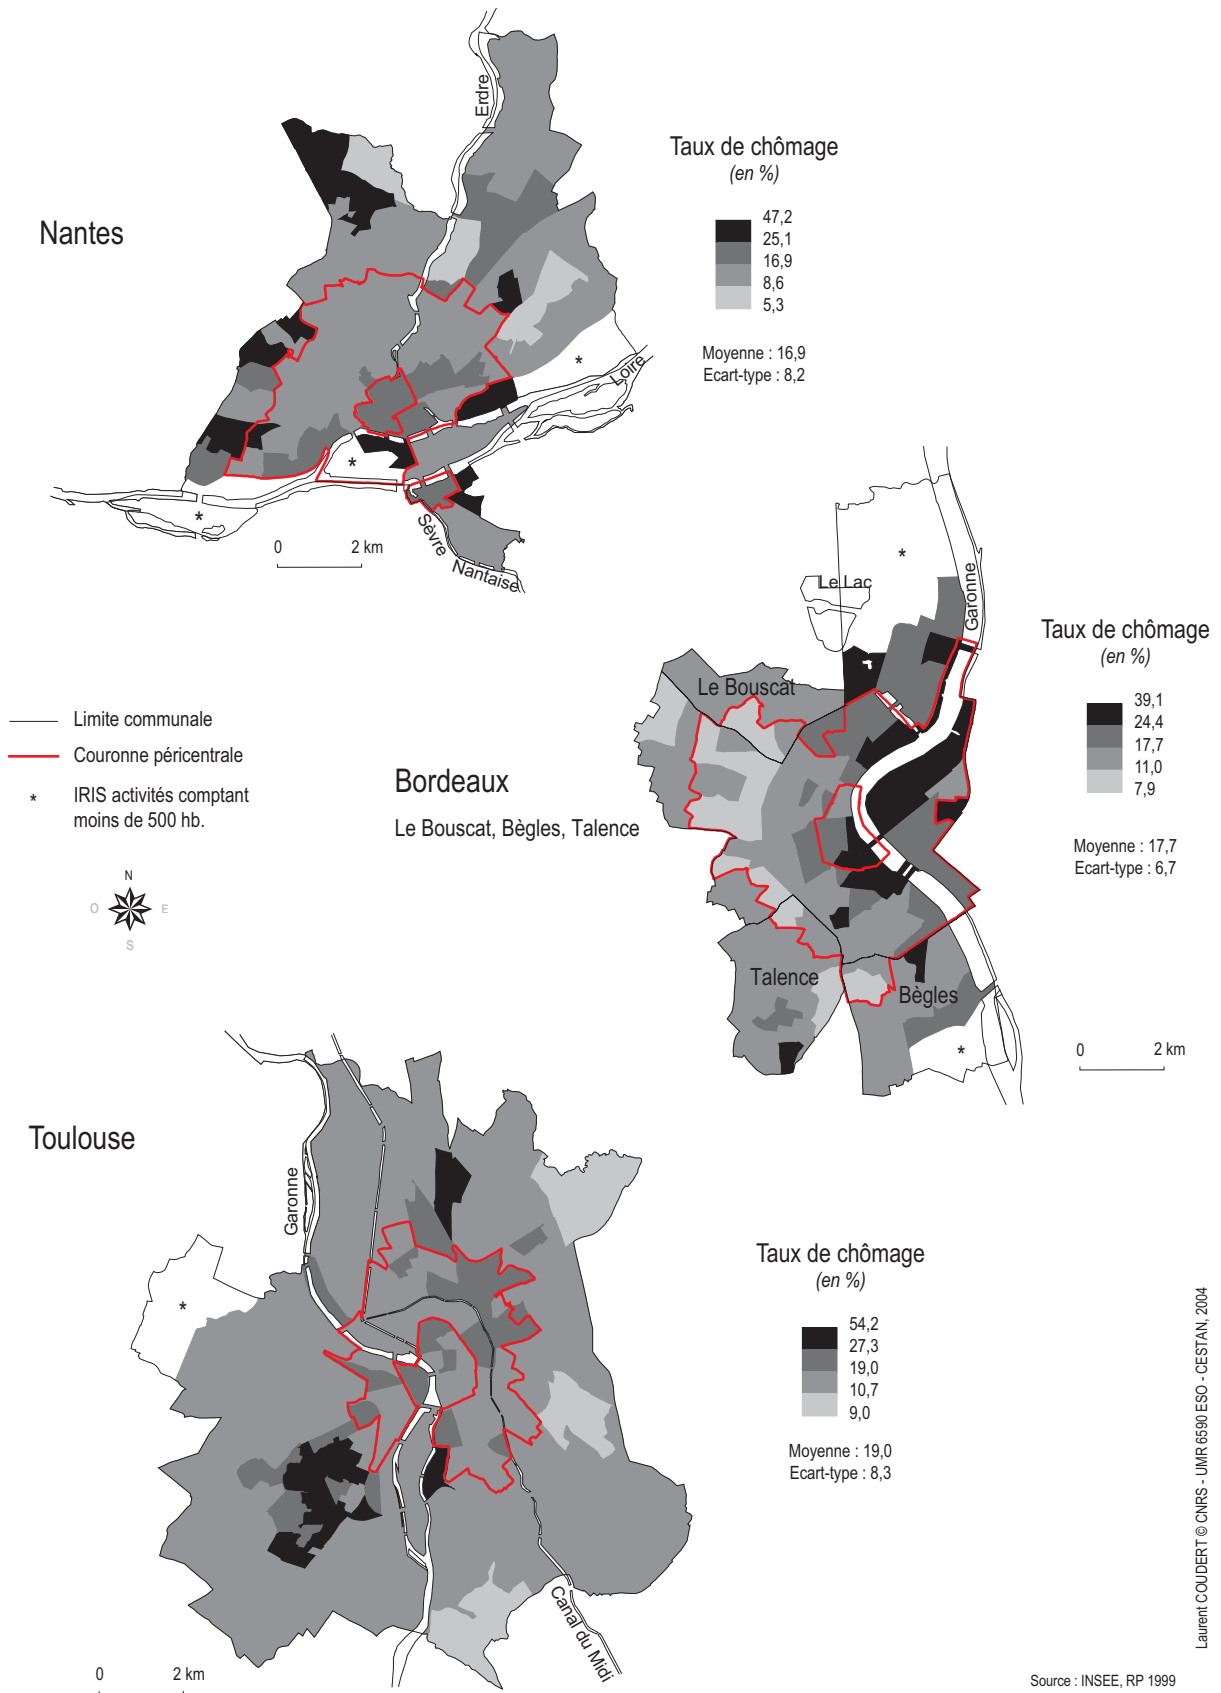 Erdre
Nantes
Taux de chômage
(en %)
47,2
25,1
16,9
8,6
5,3
Moyenne : 16,9
Ecart-type : 8,2
*
Loire
*
*
Sèvre
Nantaise
0 2 km
Limite communale
Couronne péricentrale
* IRIS activités comptant
moins de 500 hb.
N
O E
S
Bordeaux
Le Bouscat, Bègles, Talence
*
Le Lac
Garonne
Le Bouscat
Talence
Bègles
*
0 2 km
Taux de chômage
(en %)
39,1
24,4
17,7
11,0
7,9
Moyenne : 17,7
Ecart-type : 6,7
Toulouse
Garonne
*
Canal du Midi
0 2 km
Taux de chômage
(en %)
54,2
27,3
19,0
10,7
9,0
Moyenne : 19,0
Ecart-type : 8,3
Laurent COUDERT © CNRS - UMR 6590 ESO - CESTAN, 2004
Source : INSEE, RP 1999